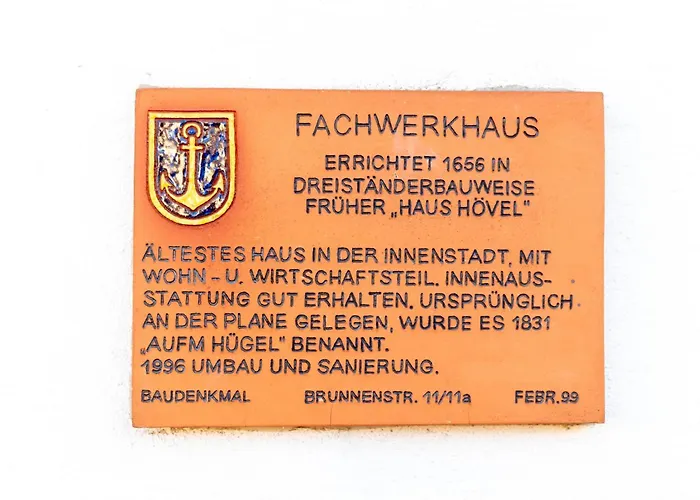 FACHWERKHAUS
ERRICHTET 1656 IN
DREISTÄNDERBAUWEISE
FRÜHER „HAUS HÖVEL"
ÄLTESTES HAUS IN DER INNENSTADT, MIT
WOHN- U. WIRTSCHAFTSTEIL. INNENAUS-
STATTUNG GUT ERHALTEN. URSPRÜNGLICH
AN DER PLANE GELEGEN, WURDE ES 1831
„AUFM HÜGEL" BENANNT.
1996 UMBAU UND SANIERUNG.
BAUDENKMAL BRUNNENSTR. 11/11a FEBR. 99